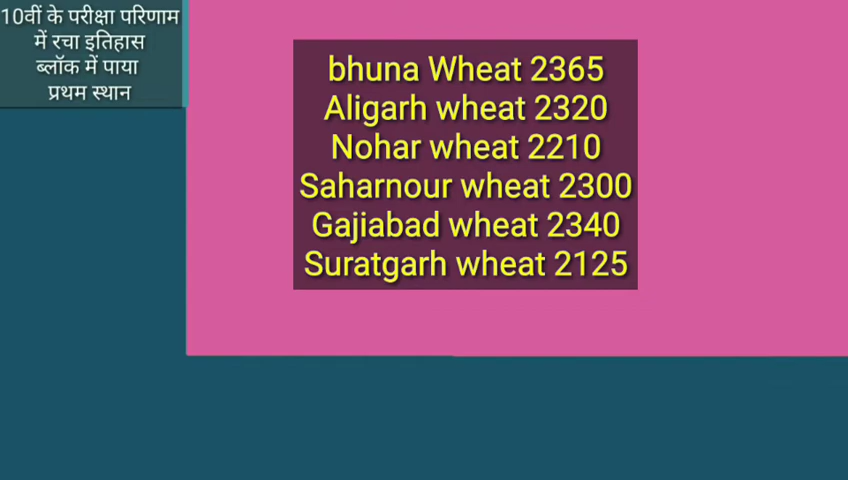 10वीं के परीक्षा परिणाम
में रचा इतिहास
ब्लॉक में पाया
प्रथम स्थान
bhuna Wheat 2365
Aligarh wheat 2320
Nohar wheat 2210
Saharnour wheat 2300
Gajiabad wheat 2340
Suratgarh wheat 2125